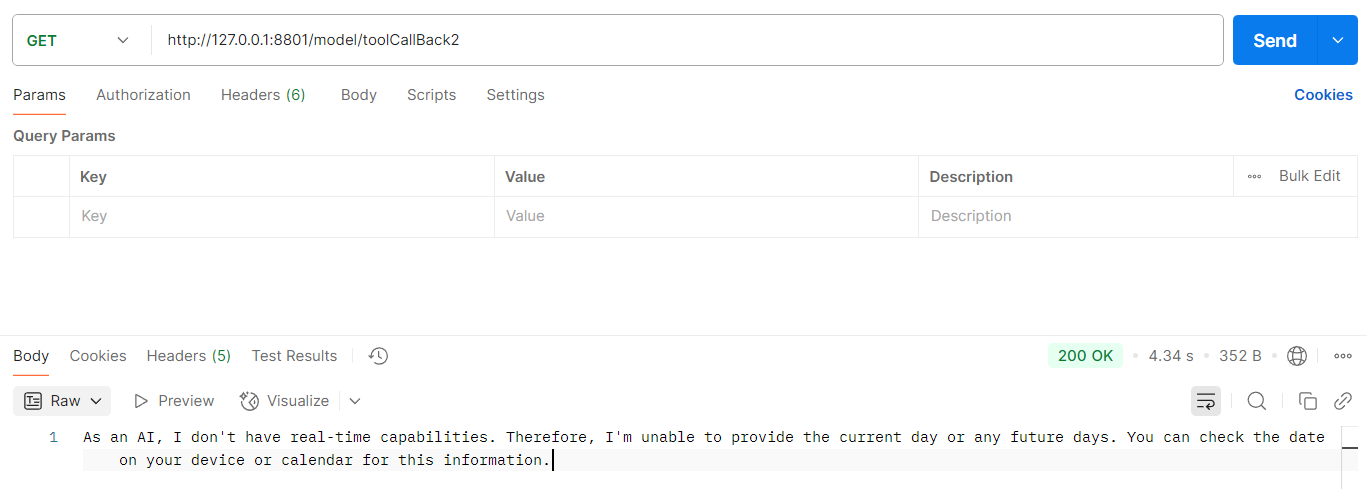 GET http://127.0.0.1:8801/model/toolCallBack2 Send
Params Authorization Headers (6) Body Scripts Settings Cookies
Query Params
Key Value Description Bulk Edit
Key Value Description
Body Cookies Headers (5) Test Results 200 OK 4.34 s 352 B
Raw Preview Visualize
1 As an AI, I don't have real-time capabilities. Therefore, I'm unable to provide the current day or any future days. You can check the date
on your device or calendar for this information.